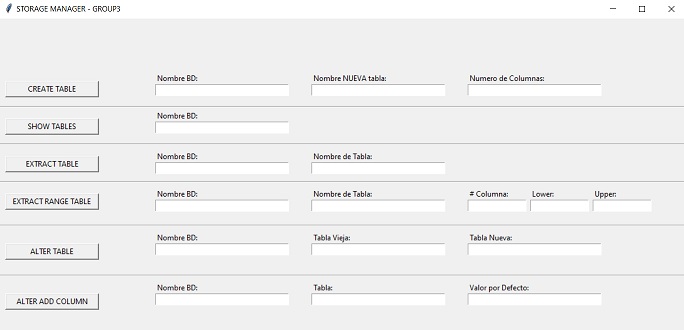 STORAGE MANAGER - GROUP3
Nombre BD: Nombre NUEVA tabla: Numero de Columnas:
CREATE TABLE
Nombre BD:
SHOW TABLES
Nombre BD: Nombre de Tabla:
EXTRACT TABLE
Nombre BD: Nombre de Tabla: # Columna: Lower: Upper:
EXTRACT RANGE TABLE
Nombre BD: Tabla Vieja: Tabla Nueva:
ALTER TABLE
Nombre BD: Tabla: Valor por Defecto:
ALTER ADD COLUMN